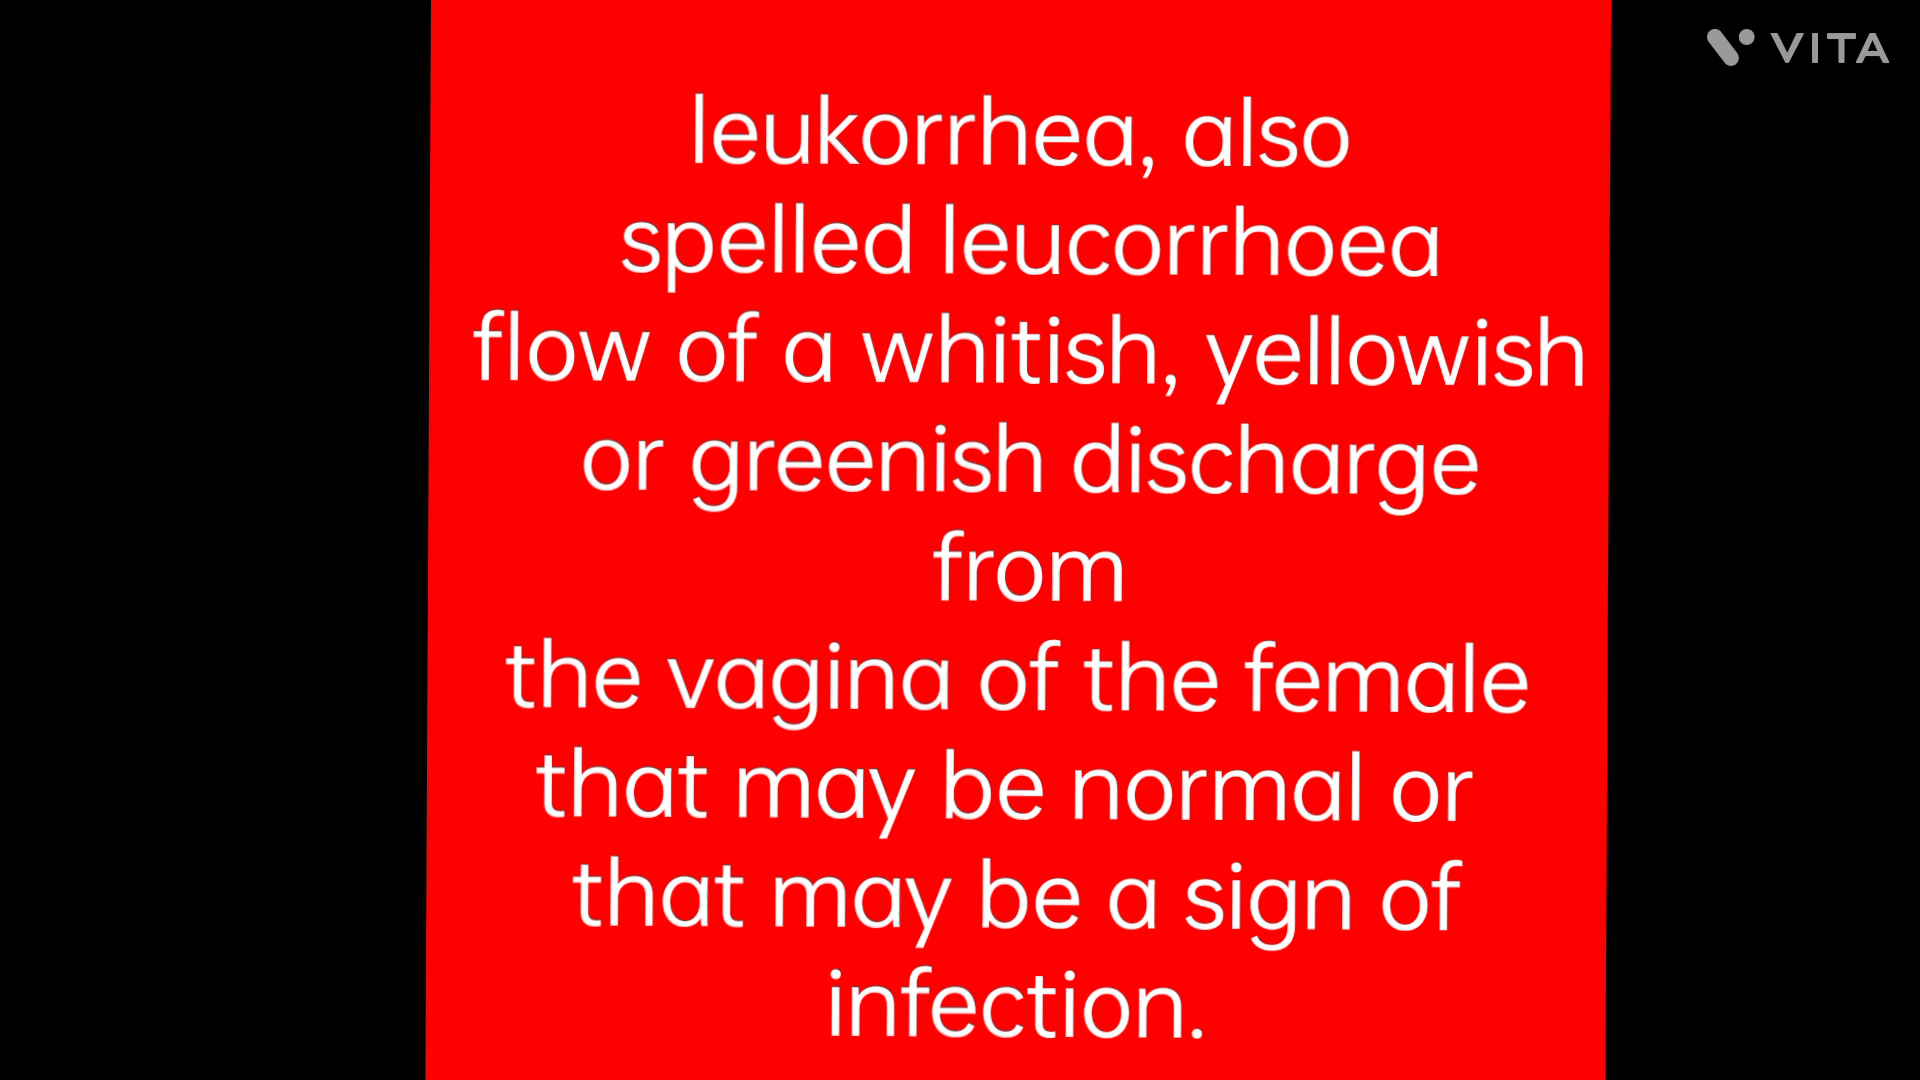 VITA
leukorrhea, also
spelled leucorrhoea
flow of a whitish, yellowish
or greenish discharge
from
the vagina of the female
that may be normal or
that may be a sign of
infection.